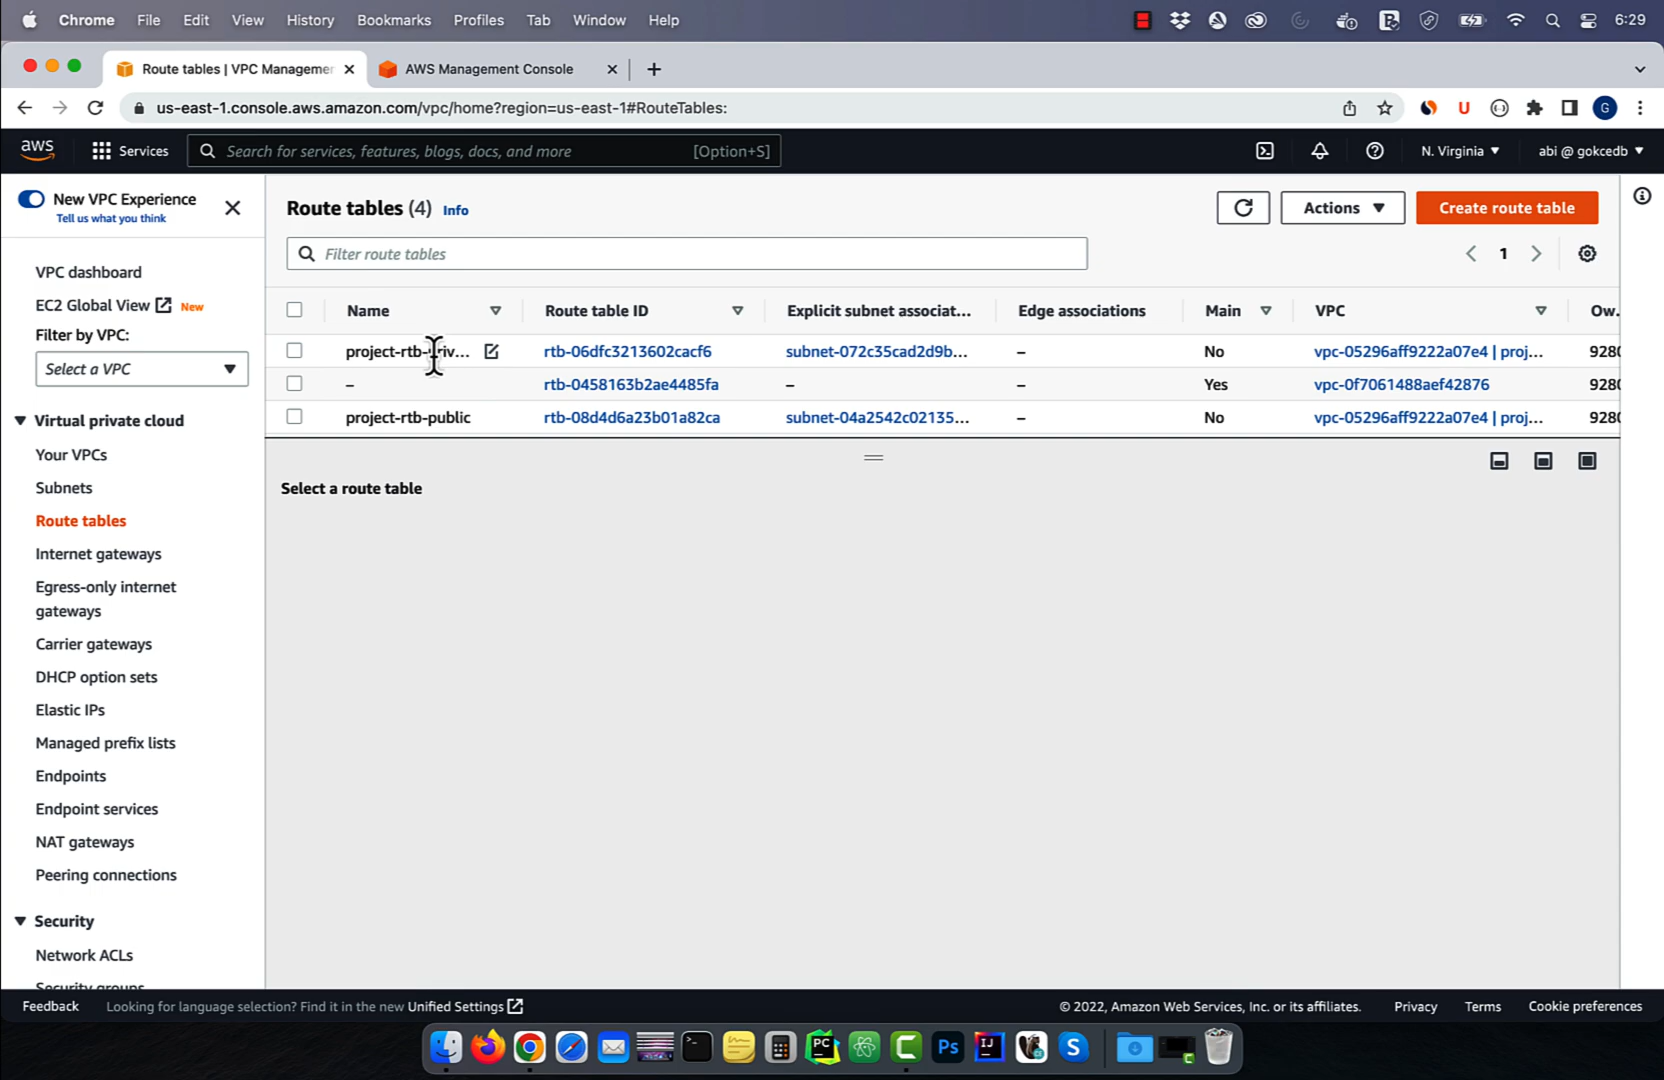 Chrome File Edit View History Bookmarks Profiles Tab Window Help 6:29
Route tables | VPC Managemer AWS Management Console
us-east-1.console.aws.amazon.com/vpc/home?region=us-east-1#RouteTables:
aws Services Search for services, features, blogs, docs, and more [Option+S] N. Virginia abi @ gokcedb
New VPC Experience
Tell us what you think
Route tables (4) Info Actions Create route table
Filter route tables 1
VPC dashboard
EC2 Global View New
Filter by VPC:
Select a VPC
Name Route table ID Explicit subnet associat... Edge associations Main VPC Ow.
project-rtb- iv... rtb-06dfc3213602cacf6 subnet-072c35cad2d9b... – No vpc-05296aff9222a07e4 | proj... 9280
– rtb-0458163b2ae4485fa – – Yes vpc-0f7061488aef42876 9280
project-rtb-public rtb-08d4d6a23b01a82ca subnet-04a2542c02135... – No vpc-05296aff9222a07e4 | proj... 9280
Select a route table
Virtual private cloud
Your VPCs
Subnets
Route tables
Internet gateways
Egress-only internet
gateways
Carrier gateways
DHCP option sets
Elastic IPs
Managed prefix lists
Endpoints
Endpoint services
NAT gateways
Peering connections
Security
Network ACLs
Security groups
Feedback Looking for language selection? Find it in the new Unified Settings © 2022, Amazon Web Services, Inc. or its affiliates. Privacy Terms Cookie preferences
PC Ps IJ S